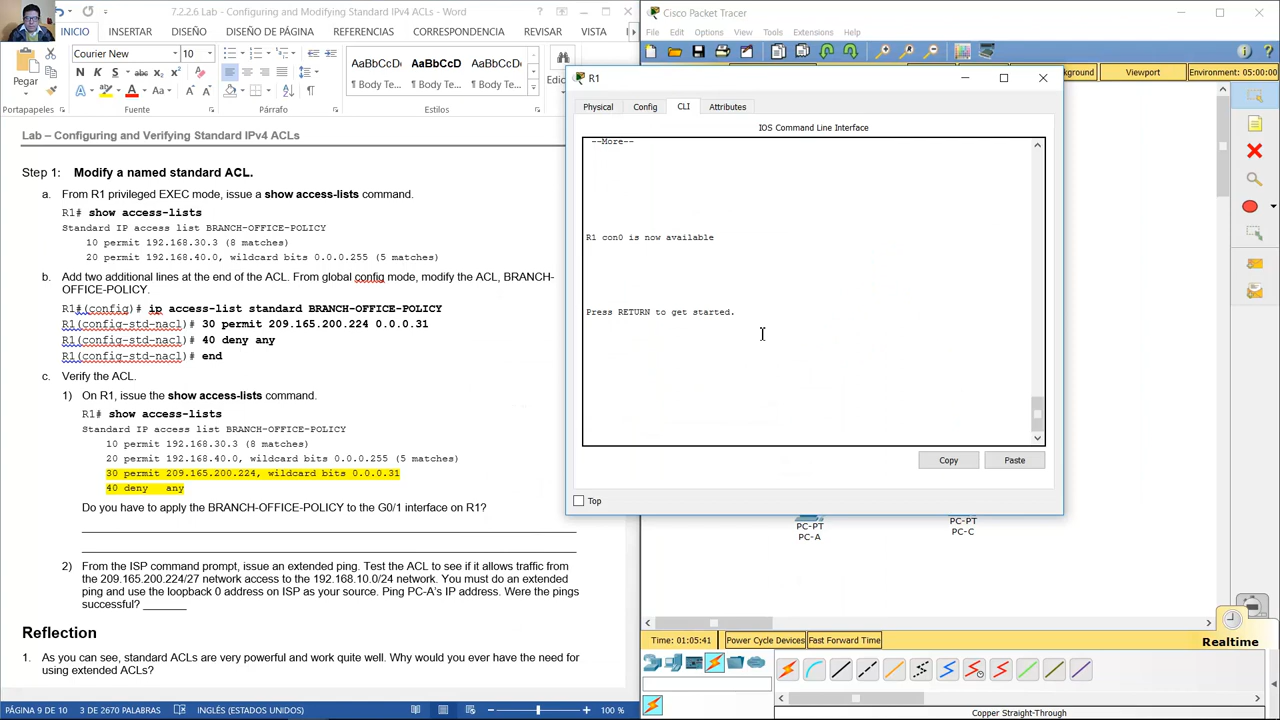 7.2.2.6 Lab - Configuring and Modifying Standard IPv4 ACLs - Word
INICIO INSERTAR DISEÑO DISEÑO DE PÁGINA REFERENCIAS CORRESPONDENCIA REVISAR VISTA
Courier New 10
Pegar
N K S
AaBbCcDc AaBbCcD AaBbCcDc
¶ Body Text... ¶ Body Text... ¶ Body Text...
Portapapeles Fuente Párrafo Estilos
Lab – Configuring and Verifying Standard IPv4 ACLs
Step 1: Modify a named standard ACL.
a. From R1 privileged EXEC mode, issue a show access-lists command.
R1# show access-lists
Standard IP access list BRANCH-OFFICE-POLICY
10 permit 192.168.30.3 (8 matches)
20 permit 192.168.40.0, wildcard bits 0.0.0.255 (5 matches)
b. Add two additional lines at the end of the ACL. From global config mode, modify the ACL, BRANCH-
OFFICE-POLICY.
R1#(config)# ip access-list standard BRANCH-OFFICE-POLICY
R1(config-std-nacl)# 30 permit 209.165.200.224 0.0.0.31
R1(config-std-nacl)# 40 deny any
R1(config-std-nacl)# end
c. Verify the ACL.
1) On R1, issue the show access-lists command.
R1# show access-lists
Standard IP access list BRANCH-OFFICE-POLICY
10 permit 192.168.30.3 (8 matches)
20 permit 192.168.40.0, wildcard bits 0.0.0.255 (5 matches)
30 permit 209.165.200.224, wildcard bits 0.0.0.31
40 deny any
Do you have to apply the BRANCH-OFFICE-POLICY to the G0/1 interface on R1?
2) From the ISP command prompt, issue an extended ping. Test the ACL to see if it allows traffic from
the 209.165.200.224/27 network access to the 192.168.10.0/24 network. You must do an extended
ping and use the loopback 0 address on ISP as your source. Ping PC-A's IP address. Were the pings
successful? _______
Reflection
1. As you can see, standard ACLs are very powerful and work quite well. Why would you ever have the need for
using extended ACLs?
PÁGINA 9 DE 10 3 DE 2670 PALABRAS INGLÉS (ESTADOS UNIDOS) 100 %
Cisco Packet Tracer
File Edit Options View Tools Extensions Help
Viewport Environment: 05:00:00
R1
Physical Config CLI Attributes
IOS Command Line Interface
--More--
R1 con0 is now available
Press RETURN to get started.
Copy Paste
Top
PC-PT
PC-A
PC-PT
PC-C
Time: 01:05:41 Power Cycle Devices Fast Forward Time
Realtime
Copper Straight-Through